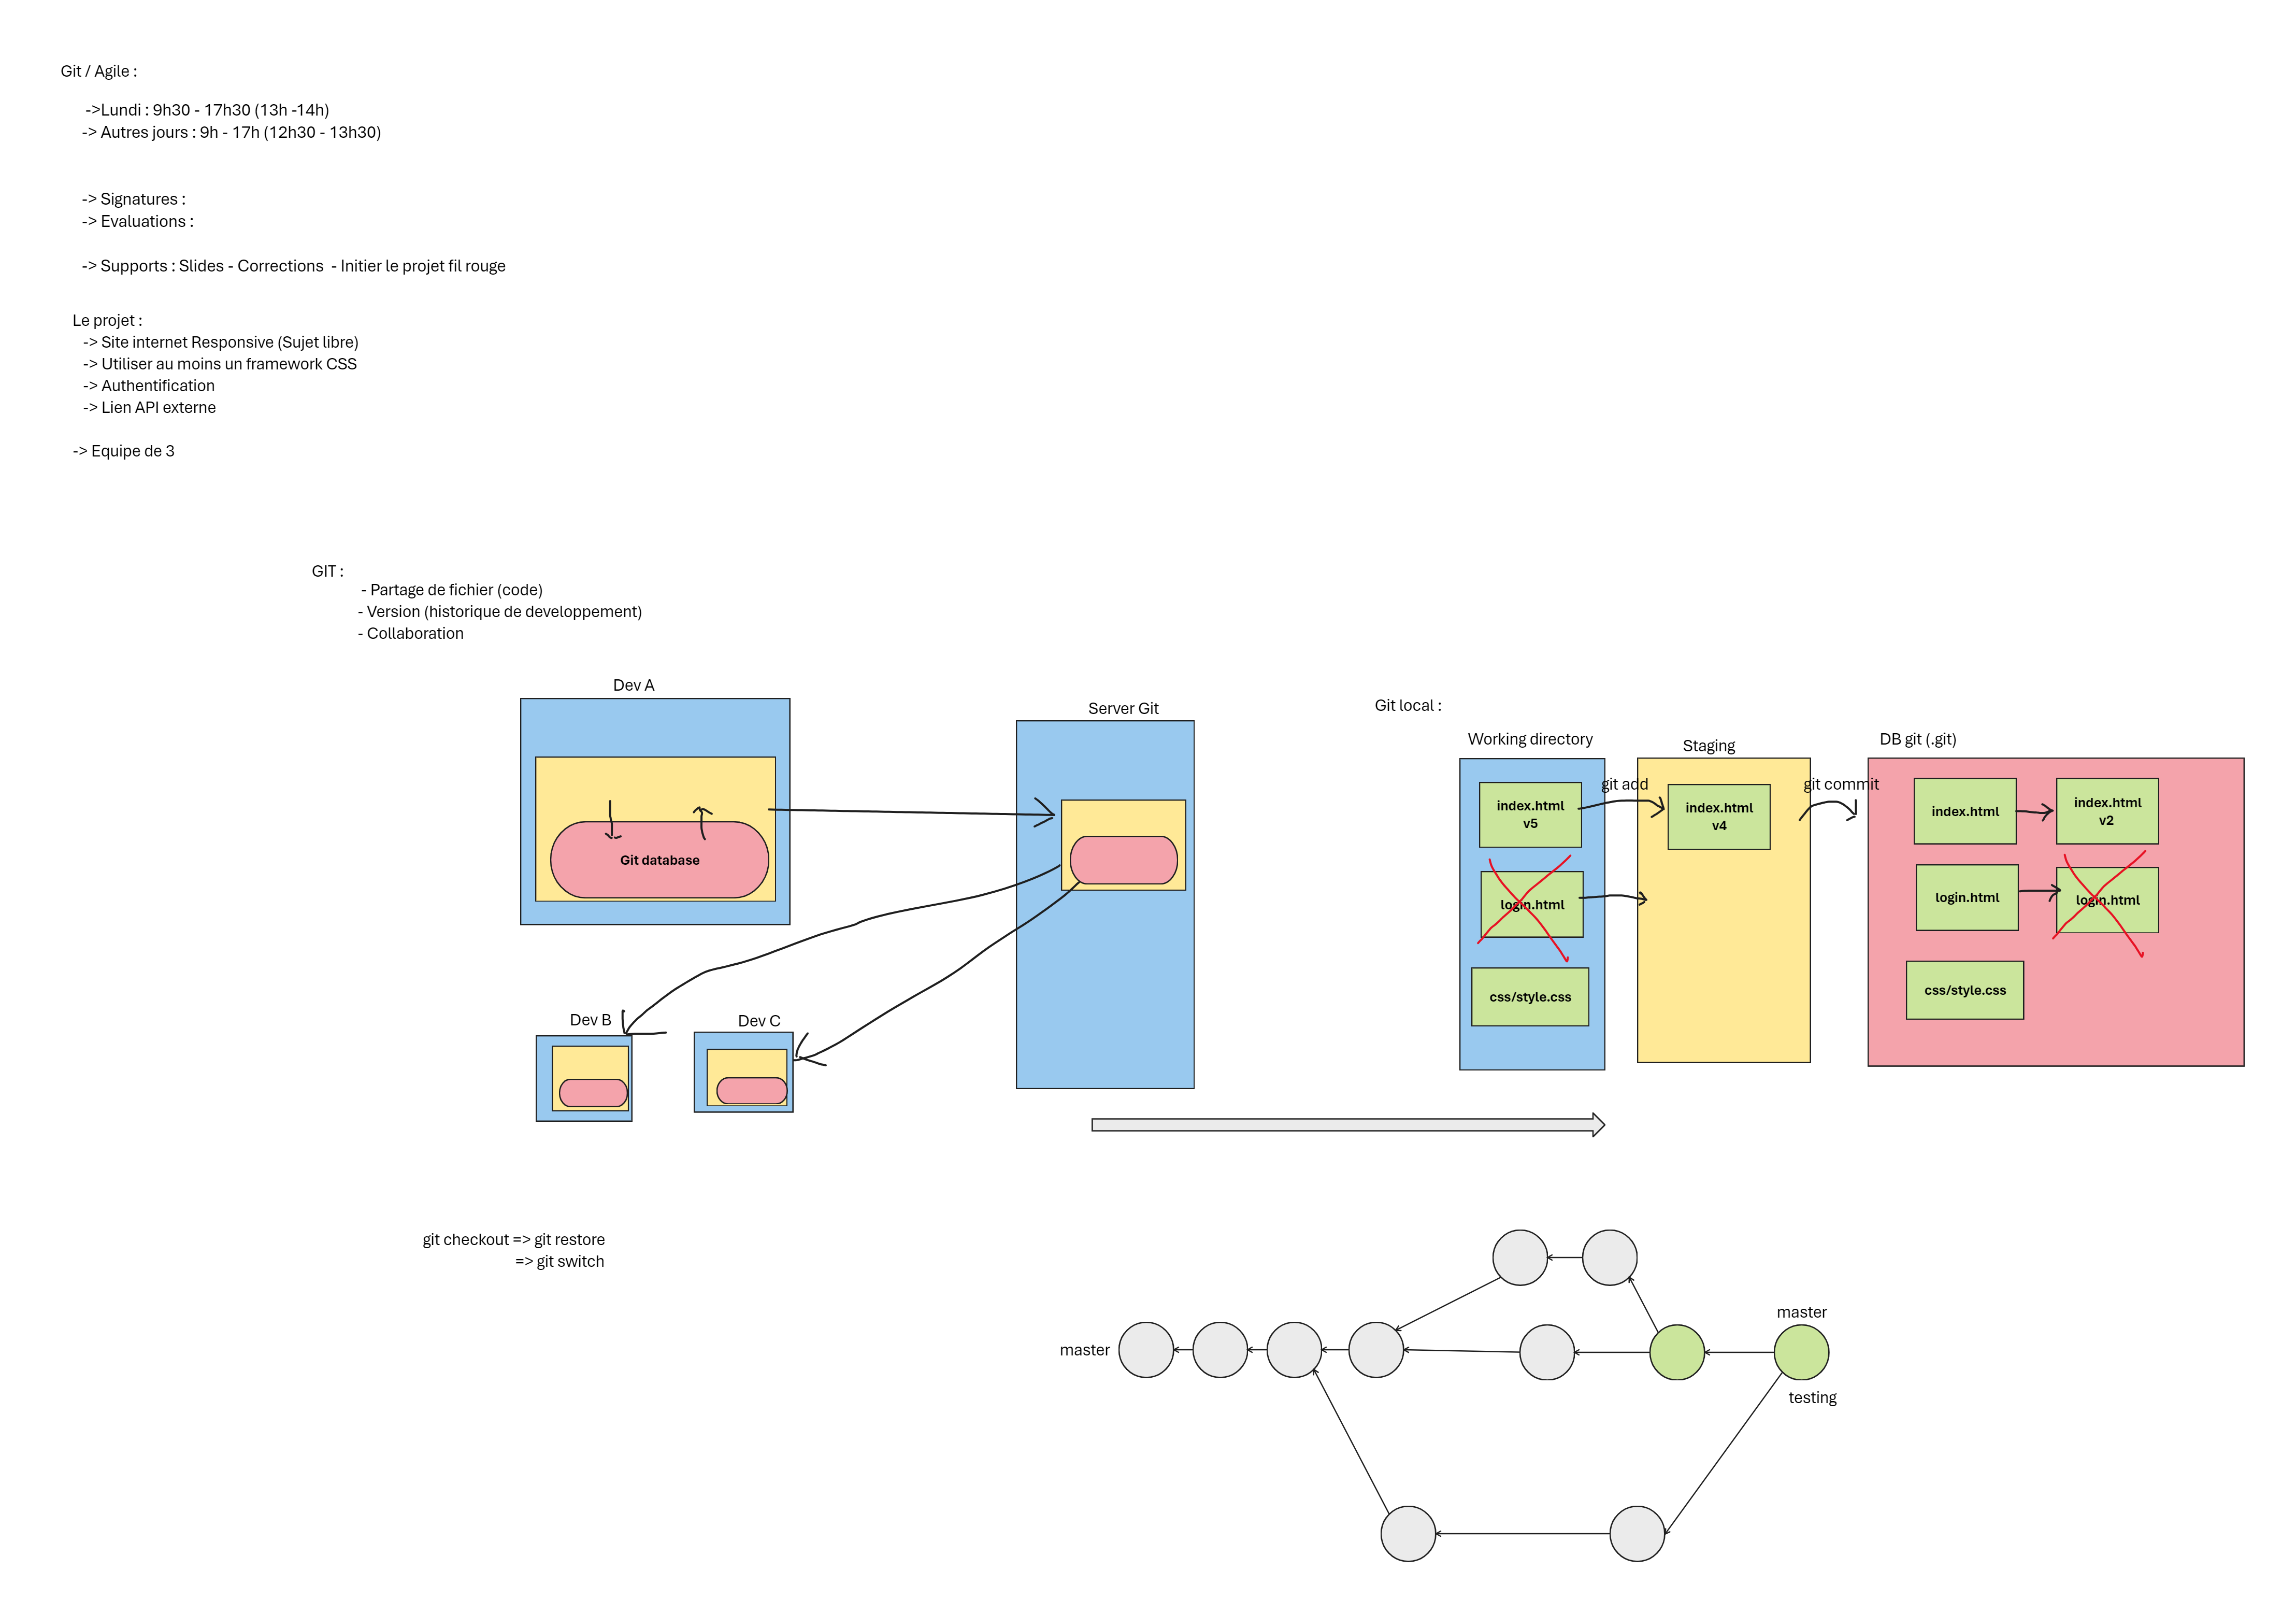 Git / Agile :
->Lundi : 9h30 - 17h30 (13h -14h)
-> Autres jours : 9h - 17h (12h30 - 13h30)
-> Signatures :
-> Evaluations :
-> Supports : Slides - Corrections  - Initier le projet fil rouge
Le projet :
-> Site internet Responsive (Sujet libre)
-> Utiliser au moins un framework CSS
-> Authentification
-> Lien API externe
-> Equipe de 3
GIT :
- Partage de fichier (code)
- Version (historique de developpement)
- Collaboration
Dev A
Git database
Server Git
Dev B
Dev C
Git local :
Working directory
Staging
DB git (.git)
git add
git commit
index.html
v5
index.html
v4
index.html
index.html
v2
login.html
login.html
login.html
css/style.css
css/style.css
git checkout => git restore
=> git switch
master
master
testing